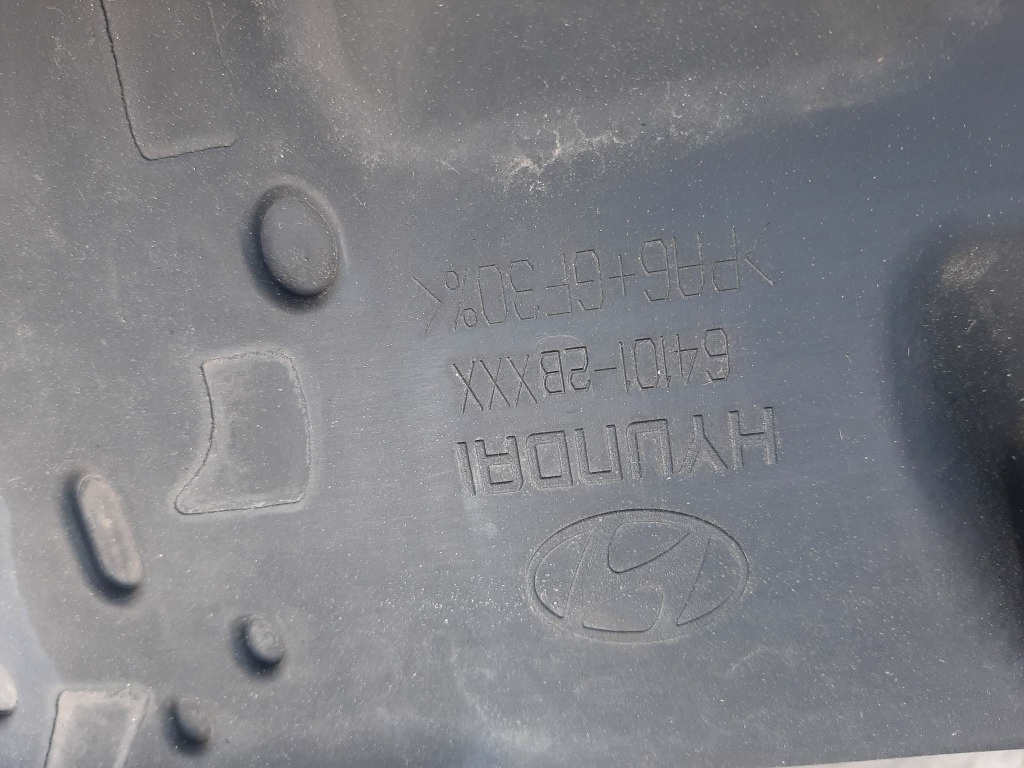 HYUNDAI
64101-2BXXX
>PA6+GF30%<